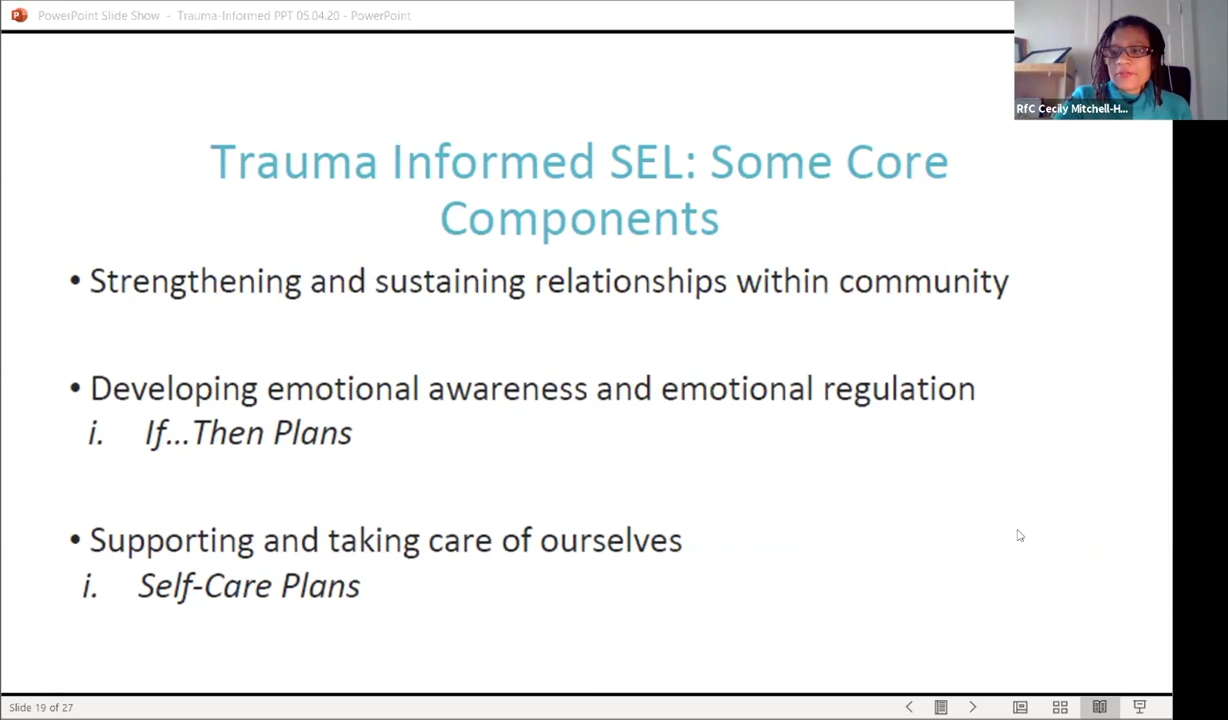 PowerPoint Slide Show - Trauma-Informed PPT 05.04.20 - PowerPoint
RfC Cecily Mitchell-H...
Trauma Informed SEL: Some Core
Components
• Strengthening and sustaining relationships within community
• Developing emotional awareness and emotional regulation
i. If...Then Plans
• Supporting and taking care of ourselves
i. Self-Care Plans
Slide 19 of 27